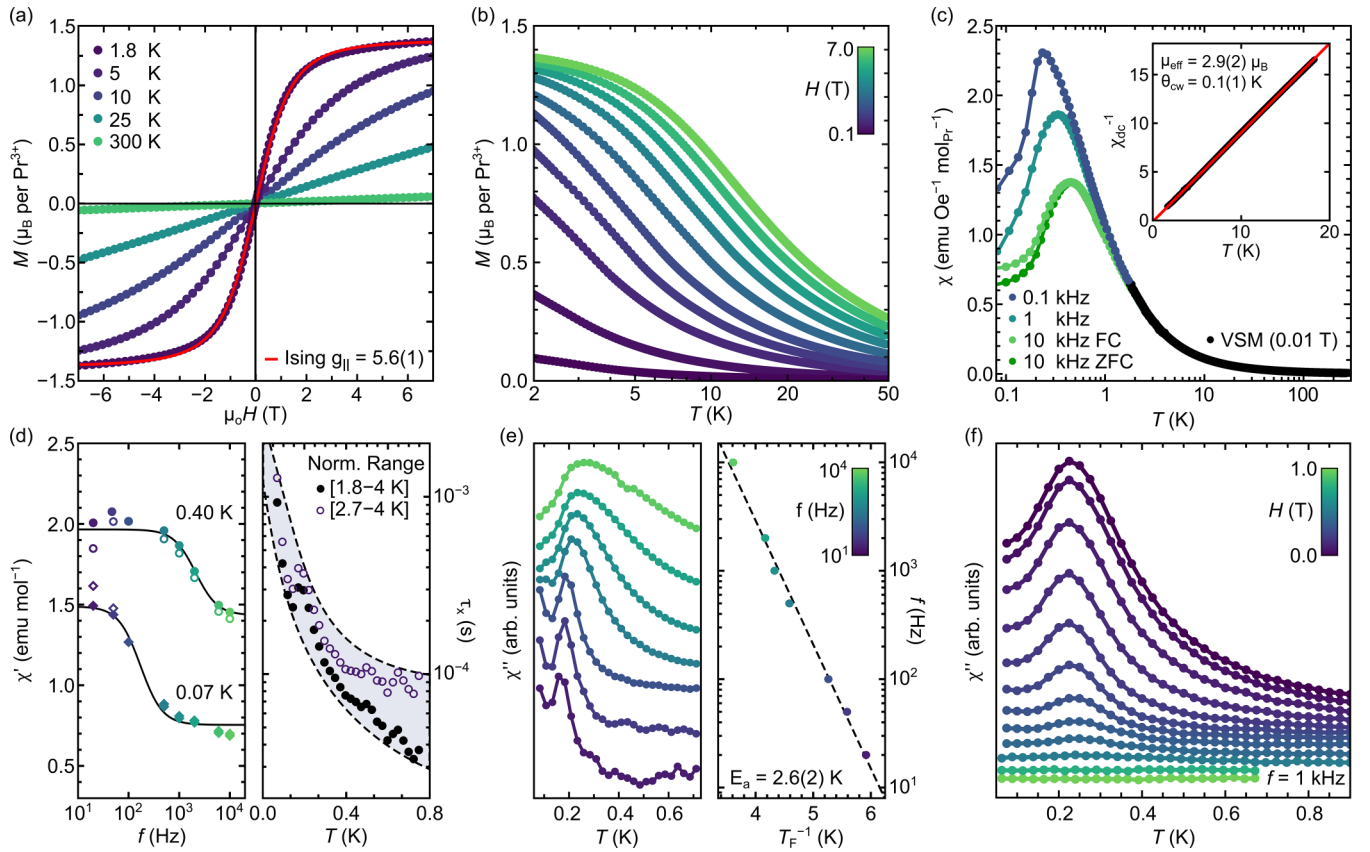 (a)
1.5
1.0
0.5
0.0
−0.5
−1.0
−1.5
M (μB per Pr3+)
1.8 K
5 K
10 K
25 K
300 K
Ising g|| = 5.6(1)
−6 −4 −2 0 2 4 6
μoH (T)
(b)
1.5
1.0
0.5
0.0
M (μB per Pr3+)
7.0
H (T)
0.1
2 5 10 20 50
T (K)
(c)
2.5
2.0
1.5
1.0
0.5
0.0
χ (emu Oe−1 molPr−1)
μeff = 2.9(2) μB
θcw = 0.1(1) K
15
10
5
0
χdc-1
0 10 20
T (K)
0.1 kHz
1 kHz
10 kHz FC
10 kHz ZFC
VSM (0.01 T)
0.1 1 10 100
T (K)
(d)
2.5
2.0
1.5
1.0
0.5
χ′ (emu mol−1)
0.40 K
0.07 K
101 102 103 104
f (Hz)
Norm. Range
[1.8−4 K]
[2.7−4 K]
10−3
10−4
τx (s)
0.0 0.4 0.8
T (K)
(e)
χ′′ (arb. units)
0.2 0.4 0.6
T (K)
104
f (Hz)
101
Ea = 2.6(2) K
104
103
102
101
f (Hz)
4 5 6
TF−1 (K)
(f)
χ′′ (arb. units)
1.0
H (T)
0.0
f = 1 kHz
0.2 0.4 0.6 0.8
T (K)